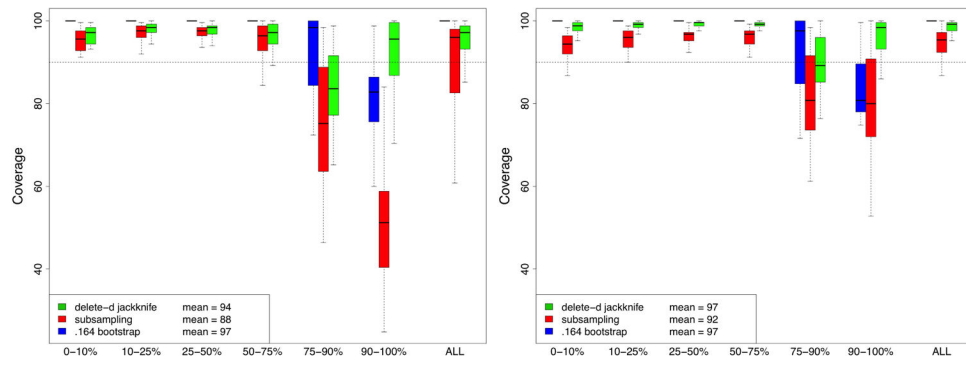 100
80
60
40
Coverage
delete-d jackknife mean = 94
subsampling mean = 88
.164 bootstrap mean = 97
0–10% 10–25% 25–50% 50–75% 75–90% 90–100% ALL
100
80
60
40
Coverage
delete-d jackknife mean = 97
subsampling mean = 92
.164 bootstrap mean = 97
0–10% 10–25% 25–50% 50–75% 75–90% 90–100% ALL